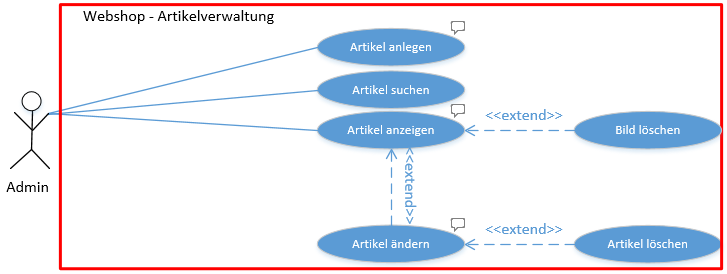 Webshop - Artikelverwaltung
Artikel anlegen
Artikel suchen
Artikel anzeigen
<<extend>>
Bild löschen
Admin
<<extend>>
Artikel ändern
<<extend>>
Artikel löschen